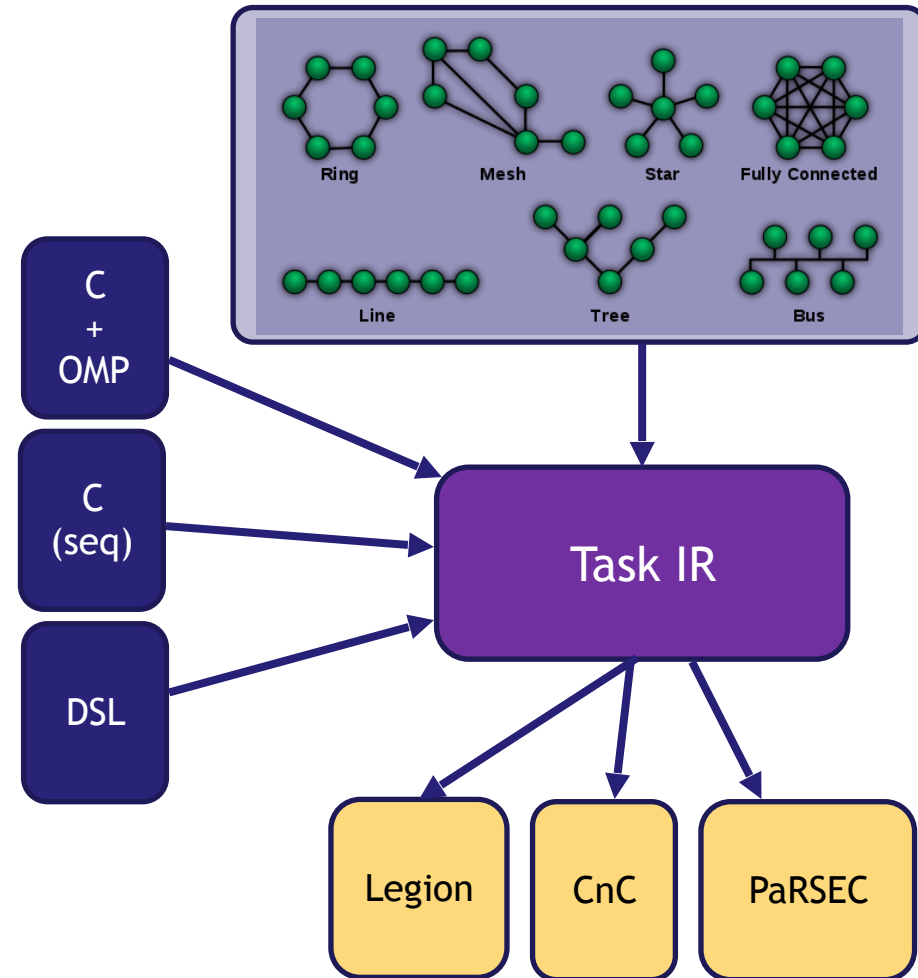 Ring
Mesh
Star
Fully Connected
Line
Tree
Bus
C
+
OMP
C
(seq)
DSL
Task IR
Legion
CnC
PaRSEC